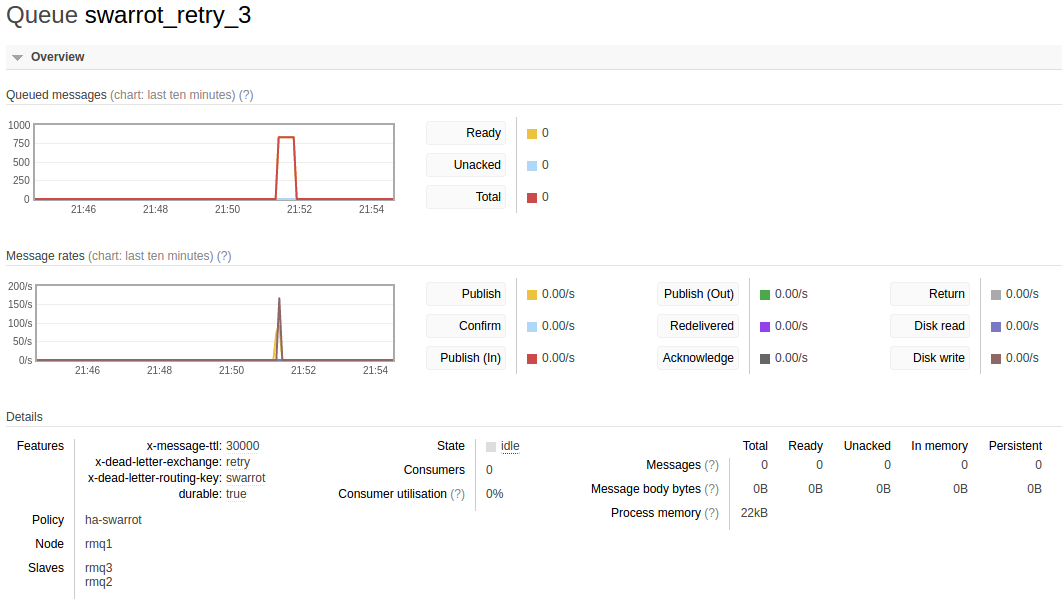 Queue swarrot_retry_3
Overview
Queued messages (chart: last ten minutes) (?)
1000
750
500
250
0
21:46 21:48 21:50 21:52 21:54
Ready 0
Unacked 0
Total 0
Message rates (chart: last ten minutes) (?)
200/s
150/s
100/s
50/s
0/s
21:46 21:48 21:50 21:52 21:54
Publish 0.00/s Publish (Out) 0.00/s Return 0.00/s
Confirm 0.00/s Redelivered 0.00/s Disk read 0.00/s
Publish (In) 0.00/s Acknowledge 0.00/s Disk write 0.00/s
Details
Features x-message-ttl: 30000
x-dead-letter-exchange: retry
x-dead-letter-routing-key: swarrot
durable: true
Policy ha-swarrot
Node rmq1
Slaves rmq3
rmq2
State idle
Consumers 0
Consumer utilisation (?) 0%
Total Ready Unacked In memory Persistent
Messages (?) 0 0 0 0 0
Message body bytes (?) 0B 0B 0B 0B 0B
Process memory (?) 22kB